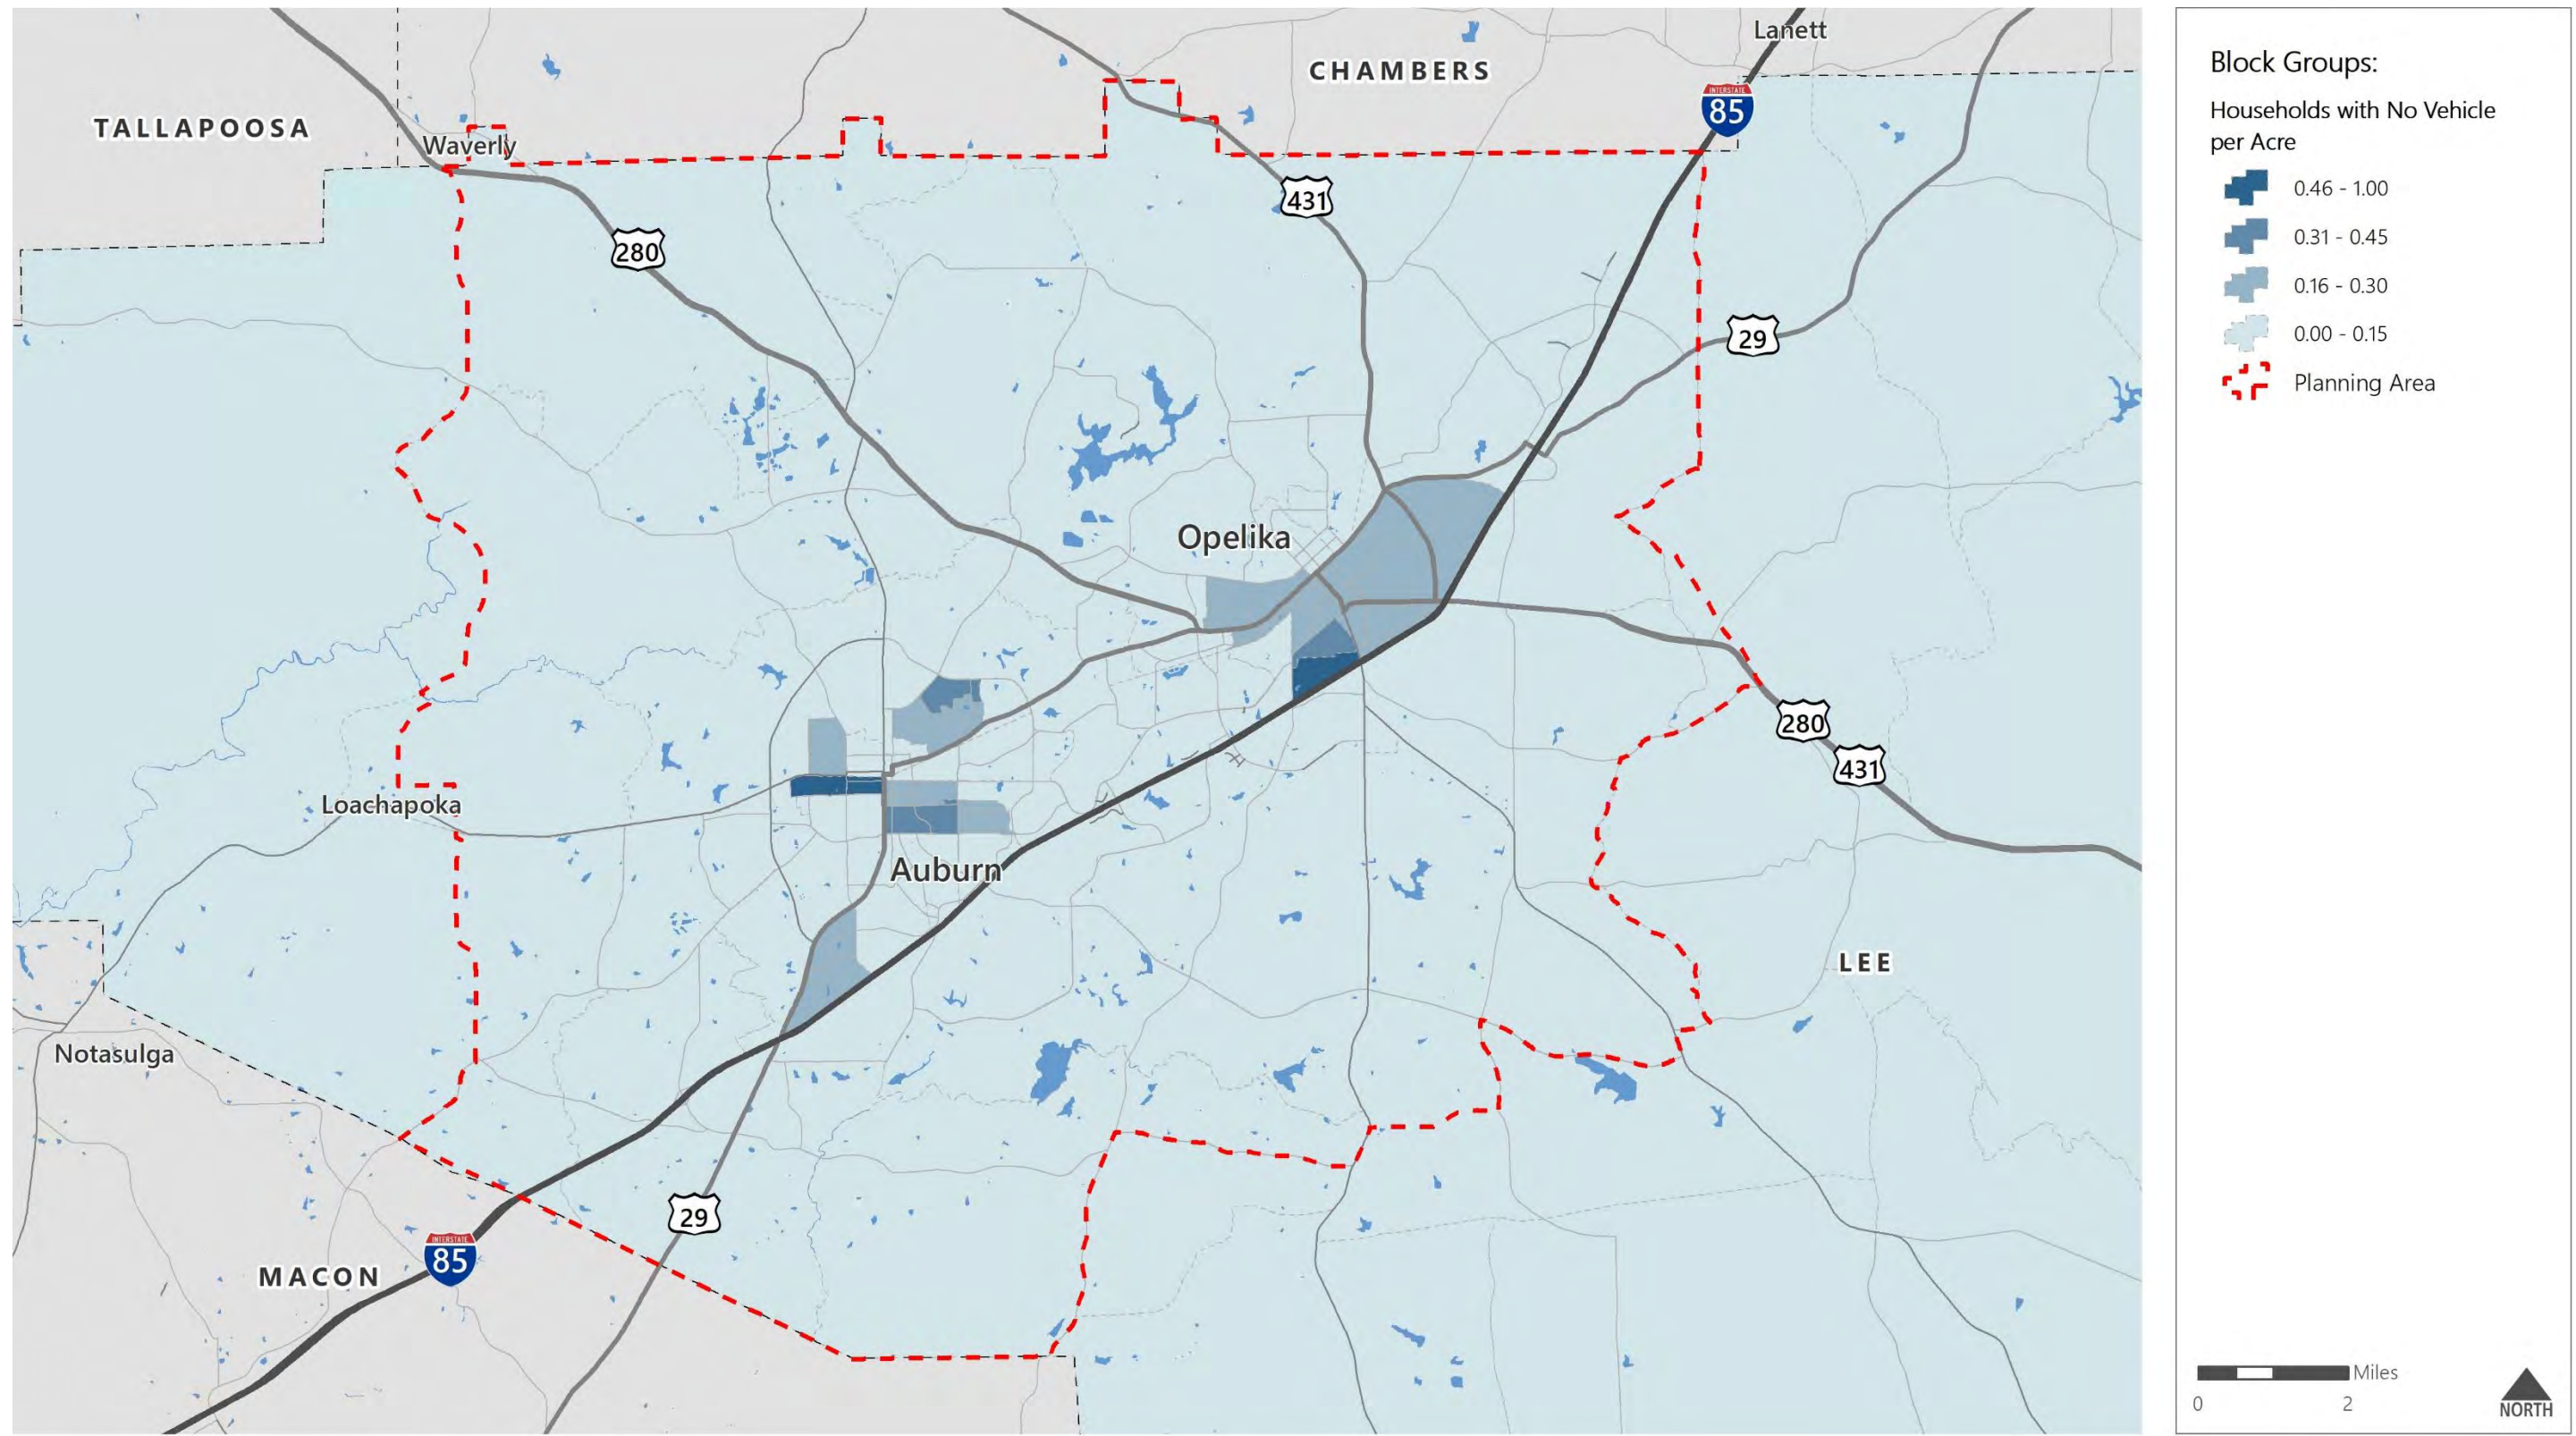 Lanett
CHAMBERS
INTERSTATE
85
TALLAPOOSA
Waverly
431
280
29
Opelika
280
431
Loachapoka
Auburn
LEE
Notasulga
29
INTERSTATE
85
MACON
Block Groups:
Households with No Vehicle
per Acre
0.46 - 1.00
0.31 - 0.45
0.16 - 0.30
0.00 - 0.15
Planning Area
Miles
0 2
NORTH